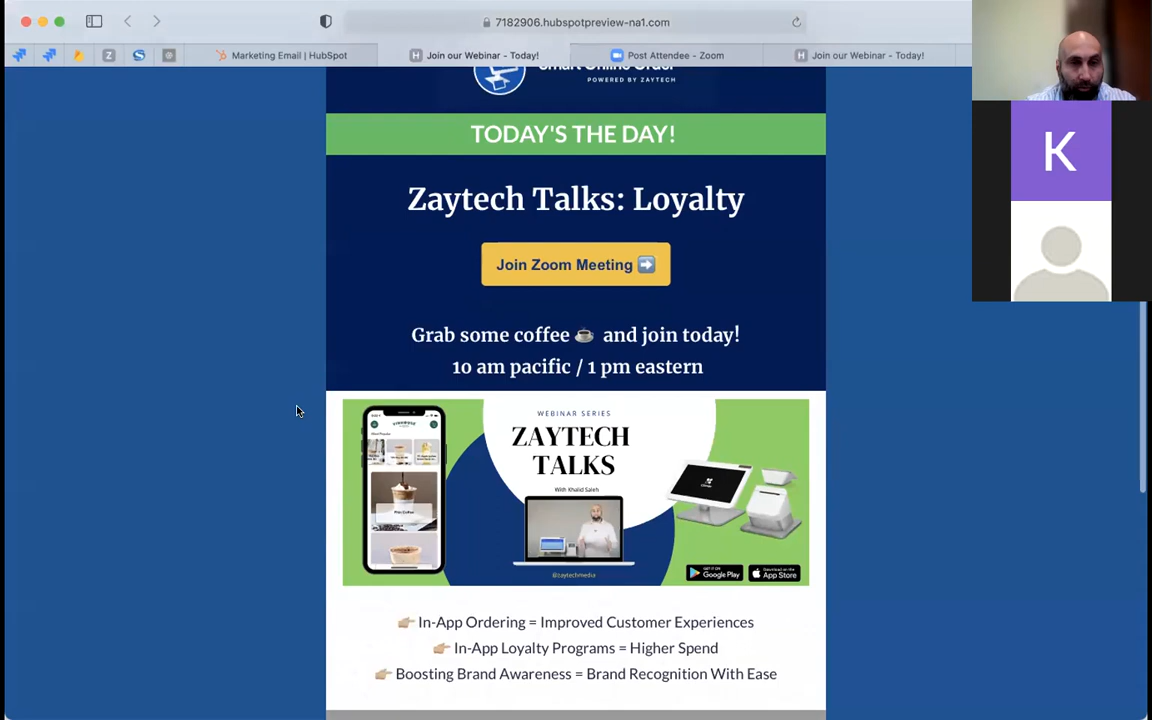 7182906.hubspotpreview-na1.com
Marketing Email | HubSpot
Join our Webinar - Today!
Post Attendee - Zoom
Join our Webinar - Today!
Smart Online Order
POWERED BY ZAYTECH
TODAY'S THE DAY!
Zaytech Talks: Loyalty
Join Zoom Meeting
Grab some coffee and join today!
10 am pacific / 1 pm eastern
WEBINAR SERIES
ZAYTECH
TALKS
With Khalid Saleh
@zaytechmedia
GET IT ON
Google Play
Download on the
App Store
In-App Ordering = Improved Customer Experiences
In-App Loyalty Programs = Higher Spend
Boosting Brand Awareness = Brand Recognition With Ease
K